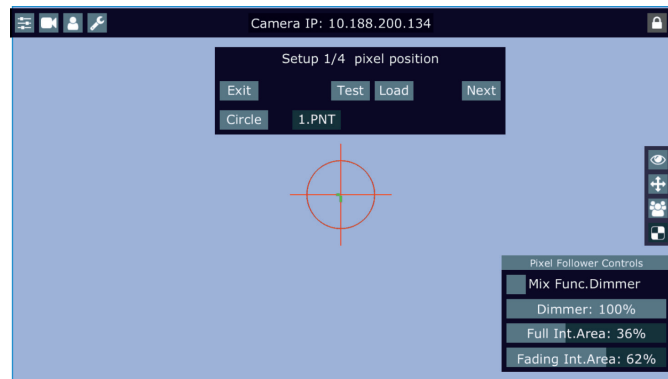 Camera IP: 10.188.200.134
Setup 1/4 pixel position
Exit Test Load Next
Circle 1.PNT
Pixel Follower Controls
Mix Func.Dimmer
Dimmer: 100%
Full Int.Area: 36%
Fading Int.Area: 62%